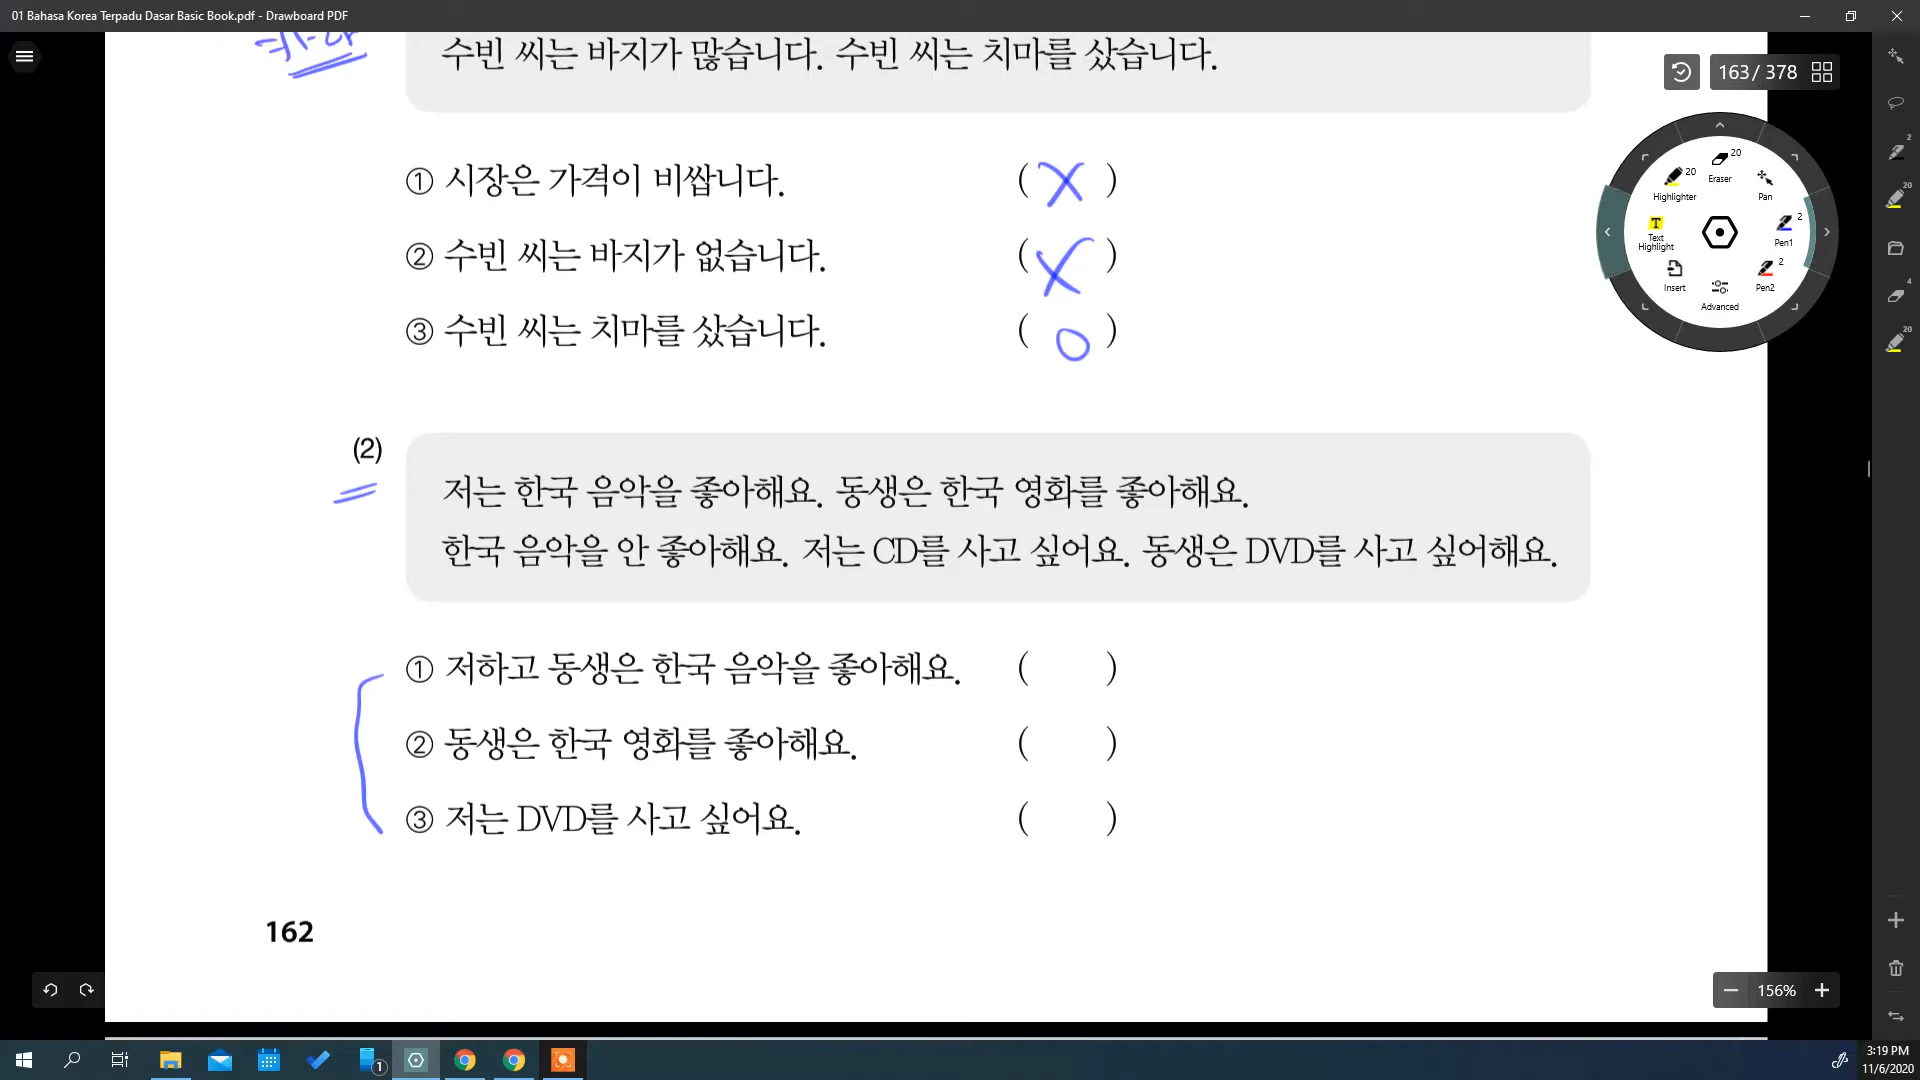 01 Bahasa Korea Terpadu Dasar Basic Book.pdf - Drawboard PDF
수빈 씨는 바지가 많습니다. 수빈 씨는 치마를 샀습니다.
163 / 378
① 시장은 가격이 비쌉니다. ( X )
② 수빈 씨는 바지가 없습니다. ( X )
③ 수빈 씨는 치마를 샀습니다. ( O )
20
Eraser
20
Highlighter
Pan
T
Text
Highlight
2
Pen1
Insert
2
Pen2
Advanced
2
20
4
20
(2)
저는 한국 음악을 좋아해요. 동생은 한국 영화를 좋아해요.
한국 음악을 안 좋아해요. 저는 CD를 사고 싶어요. 동생은 DVD를 사고 싶어해요.
① 저하고 동생은 한국 음악을 좋아해요. ( )
② 동생은 한국 영화를 좋아해요. ( )
③ 저는 DVD를 사고 싶어요. ( )
162
156%
1
3:19 PM
11/6/2020